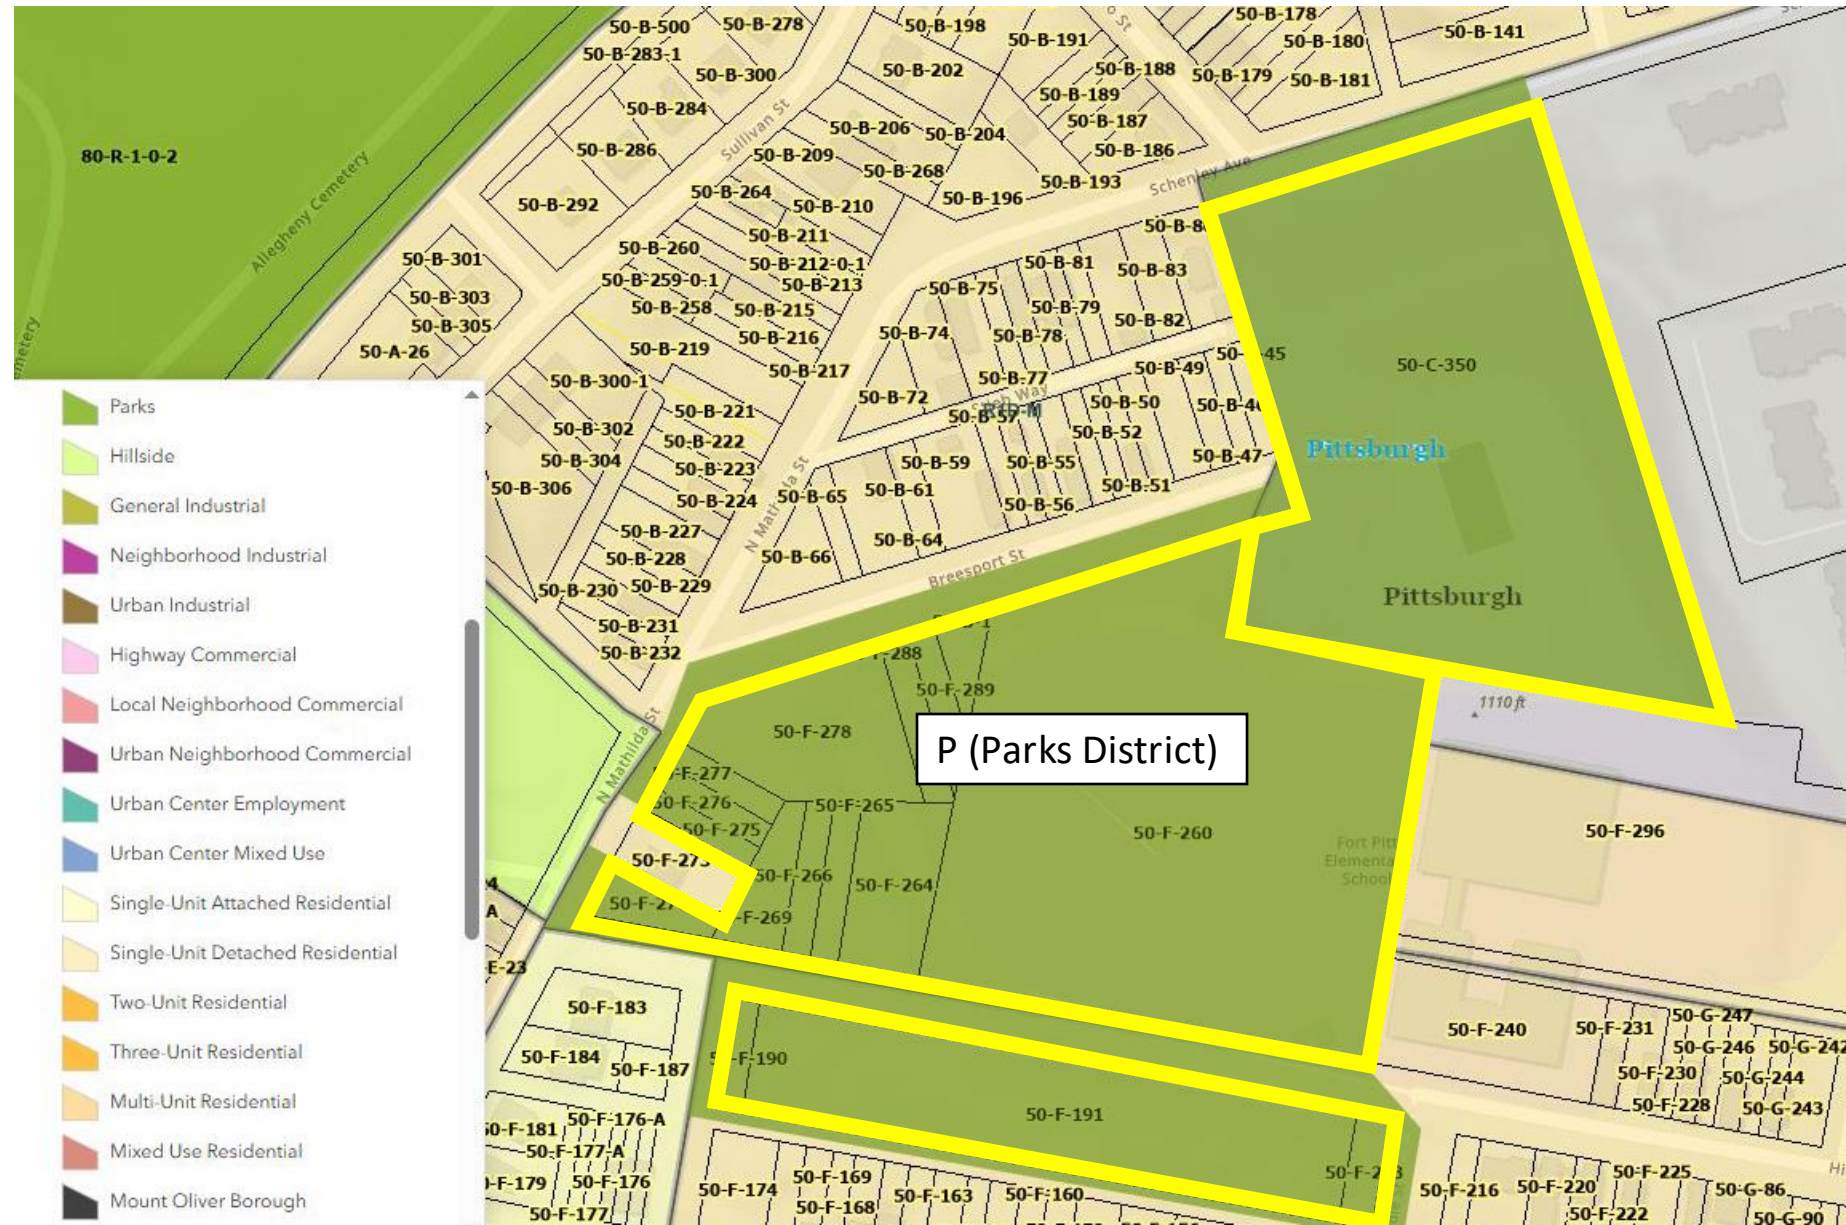 50-B-500
50-B-278
50-B-198
50-B-191
50-B-178
50-B-180
50-B-141
50-B-283-1
50-B-300
50-B-202
50-B-188
50-B-179
50-B-181
50-B-284
50-B-189
50-B-187
Sullivan St
50-B-206
50-B-204
50-B-286
50-B-209
50-B-186
80-R-1-0-2
50-B-268
50-B-193
Schenley Ave
Allegheny Cemetery
50-B-292
50-B-264
50-B-210
50-B-196
50-B-211
50-B-260
50-B-301
50-B-212-0-1
50-B-81
50-B-83
50-B-259-0-1
50-B-213
50-B-75
50-B-303
50-B-258
50-B-215
50-B-79
50-B-305
50-B-74
50-B-78
50-B-82
50-A-26
50-B-219
50-B-216
50-B-217
50-B-77
50-B-49
50-C-350
50-B-300-1
50-B-72
Way
50-B-50
50-B-221
50-B-57
50-B-302
50-B-222
50-B-52
Pittsburgh
50-B-304
50-B-223
50-B-59
50-B-55
50-B-47
50-B-306
50-B-224
N Mathilda St
50-B-65
50-B-61
50-B-56
50-B-51
50-B-227
50-B-228
50-B-66
50-B-64
Breesport St
50-B-230
50-B-229
Pittsburgh
50-B-231
50-B-232
50-F-289
1110 ft
N Mathilda St
50-F-278
P (Parks District)
50-F-276
50-F-265
50-F-275
50-F-260
50-F-296
Fort Pitt
Elementary
School
50-F-273
50-F-266
50-F-264
50-F-183
50-F-240
50-F-231
50-G-247
50-F-184
50-F-187
50-F-190
50-G-246
50-G-242
50-F-230
50-G-244
50-F-191
50-F-228
50-G-243
50-F-181
50-F-176-A
50-F-177-A
50-F-179
50-F-176
50-F-177
50-F-174
50-F-169
50-F-168
50-F-163
50-F-160
50-F-216
50-F-220
50-F-225
50-F-222
50-G-86
50-G-90
Parks
Hillside
General Industrial
Neighborhood Industrial
Urban Industrial
Highway Commercial
Local Neighborhood Commercial
Urban Neighborhood Commercial
Urban Center Employment
Urban Center Mixed Use
Single-Unit Attached Residential
Single-Unit Detached Residential
Two-Unit Residential
Three-Unit Residential
Multi-Unit Residential
Mixed Use Residential
Mount Oliver Borough